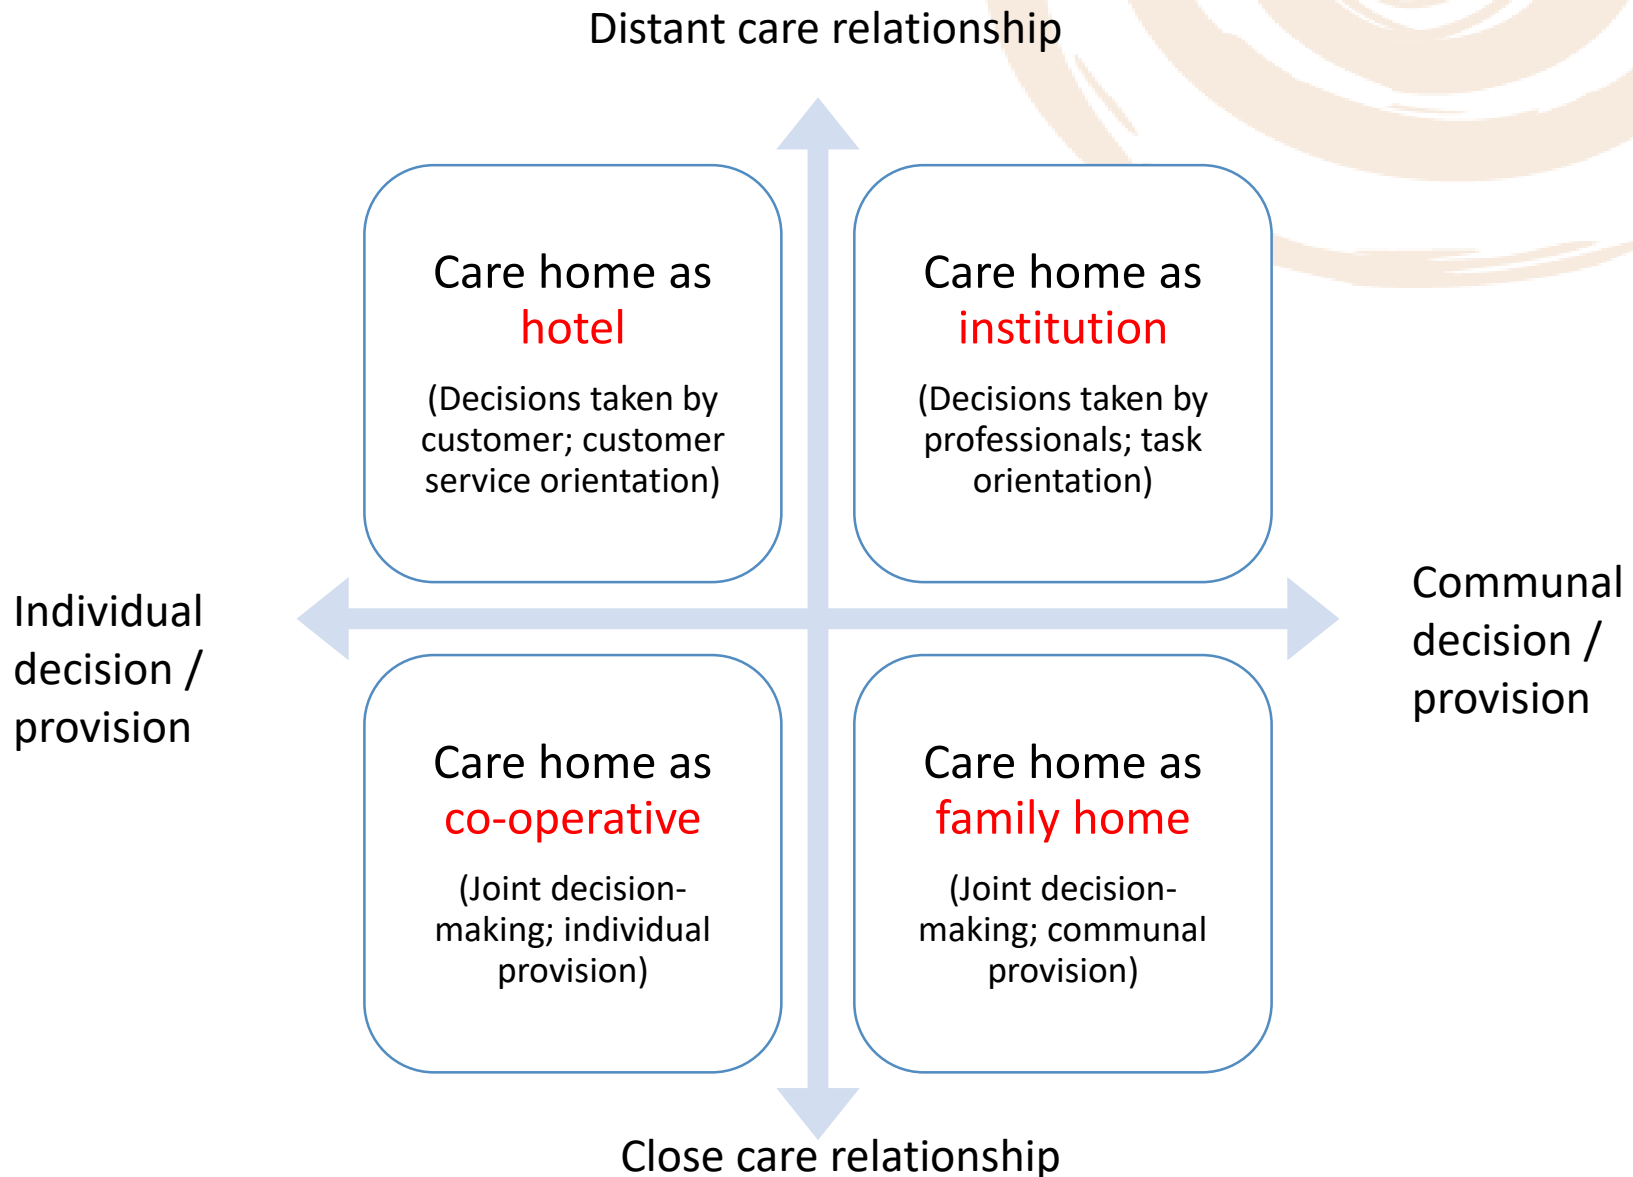 Distant care relationship
Care home as
hotel
(Decisions taken by
customer; customer
service orientation)
Care home as
institution
(Decisions taken by
professionals; task
orientation)
Individual
decision /
provision
Communal
decision /
provision
Care home as
co-operative
(Joint decision-
making; individual
provision)
Care home as
family home
(Joint decision-
making; communal
provision)
Close care relationship